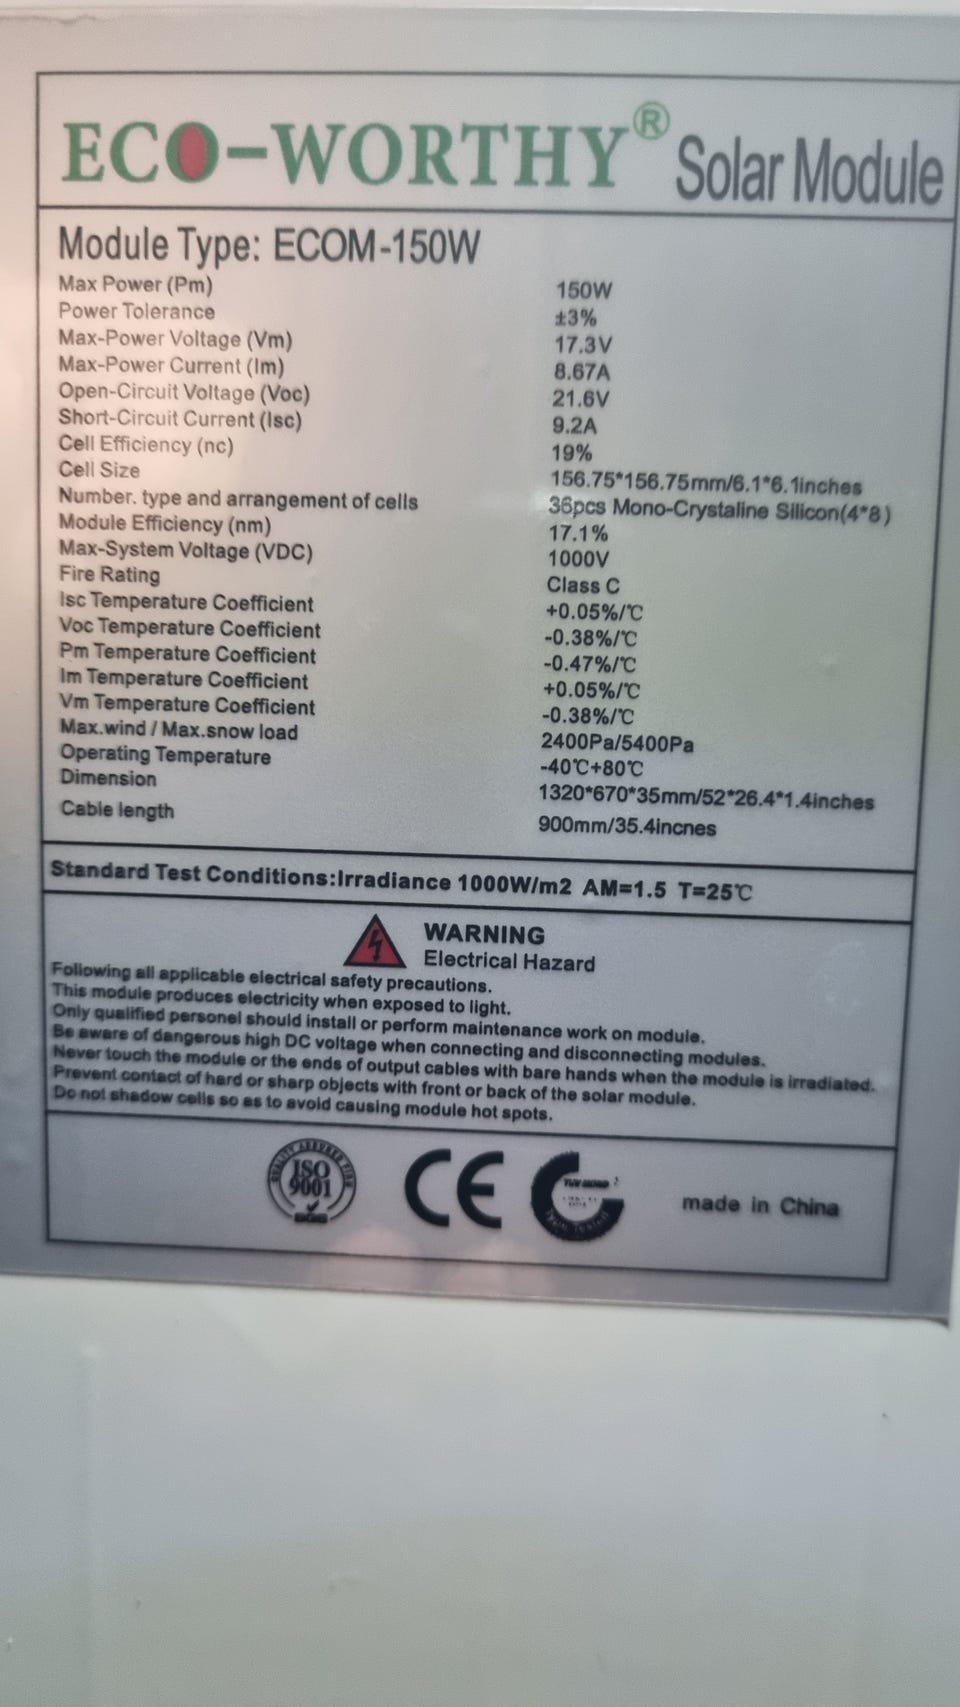 ECO-WORTHY® Solar Module
Module Type: ECOM-150W
Max Power (Pm) 150W
Power Tolerance ±3%
Max-Power Voltage (Vm) 17.3V
Max-Power Current (Im) 8.67A
Open-Circuit Voltage (Voc) 21.6V
Short-Circuit Current (Isc) 9.2A
Cell Efficiency (nc) 19%
Cell Size 156.75*156.75mm/6.1*6.1inches
Number. type and arrangement of cells 36pcs Mono-Crystaline Silicon(4*8)
Module Efficiency (nm) 17.1%
Max-System Voltage (VDC) 1000V
Fire Rating Class C
Isc Temperature Coefficient +0.05%/℃
Voc Temperature Coefficient -0.38%/℃
Pm Temperature Coefficient -0.47%/℃
Im Temperature Coefficient +0.05%/℃
Vm Temperature Coefficient -0.38%/℃
Max.wind / Max.snow load 2400Pa/5400Pa
Operating Temperature -40℃+80℃
Dimension 1320*670*35mm/52*26.4*1.4inches
Cable length 900mm/35.4incnes
Standard Test Conditions:Irradiance 1000W/m2 AM=1.5 T=25℃
WARNING
Electrical Hazard
Following all applicable electrical safety precautions.
This module produces electricity when exposed to light.
Only qualified personel should install or perform maintenance work on module.
Be aware of dangerous high DC voltage when connecting and disconnecting modules.
Never touch the module or the ends of output cables with bare hands when the module is irradiated.
Prevent contact of hard or sharp objects with front or back of the solar module.
Do not shadow cells so as to avoid causing module hot spots.
QUALITY ASSURED FIRM
ISO
9001
CE
TUV NORD
Type Tested
made in China